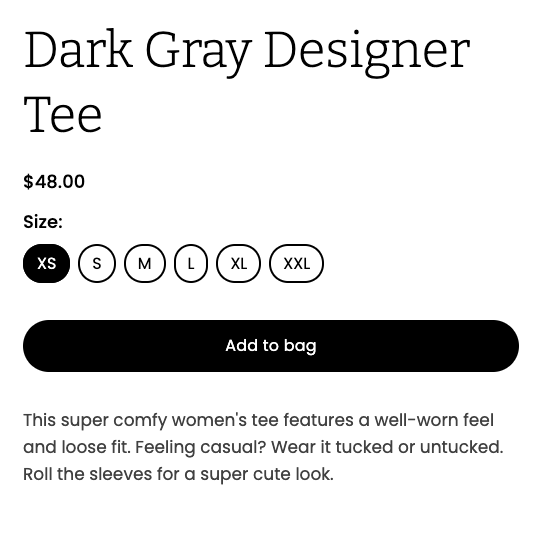 Dark Gray Designer
Tee
$48.00
Size:
XS S M L XL XXL
Add to bag
This super comfy women's tee features a well-worn feel
and loose fit. Feeling casual? Wear it tucked or untucked.
Roll the sleeves for a super cute look.